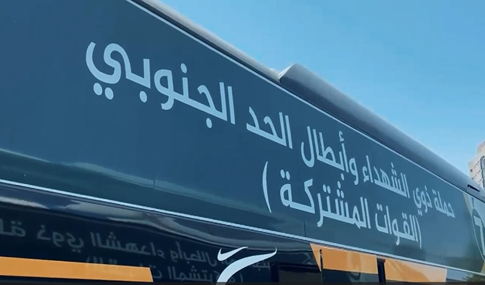 حملة ذوي الشهداء وأبطال الحد الجنوبي
(القوات المشتركة)